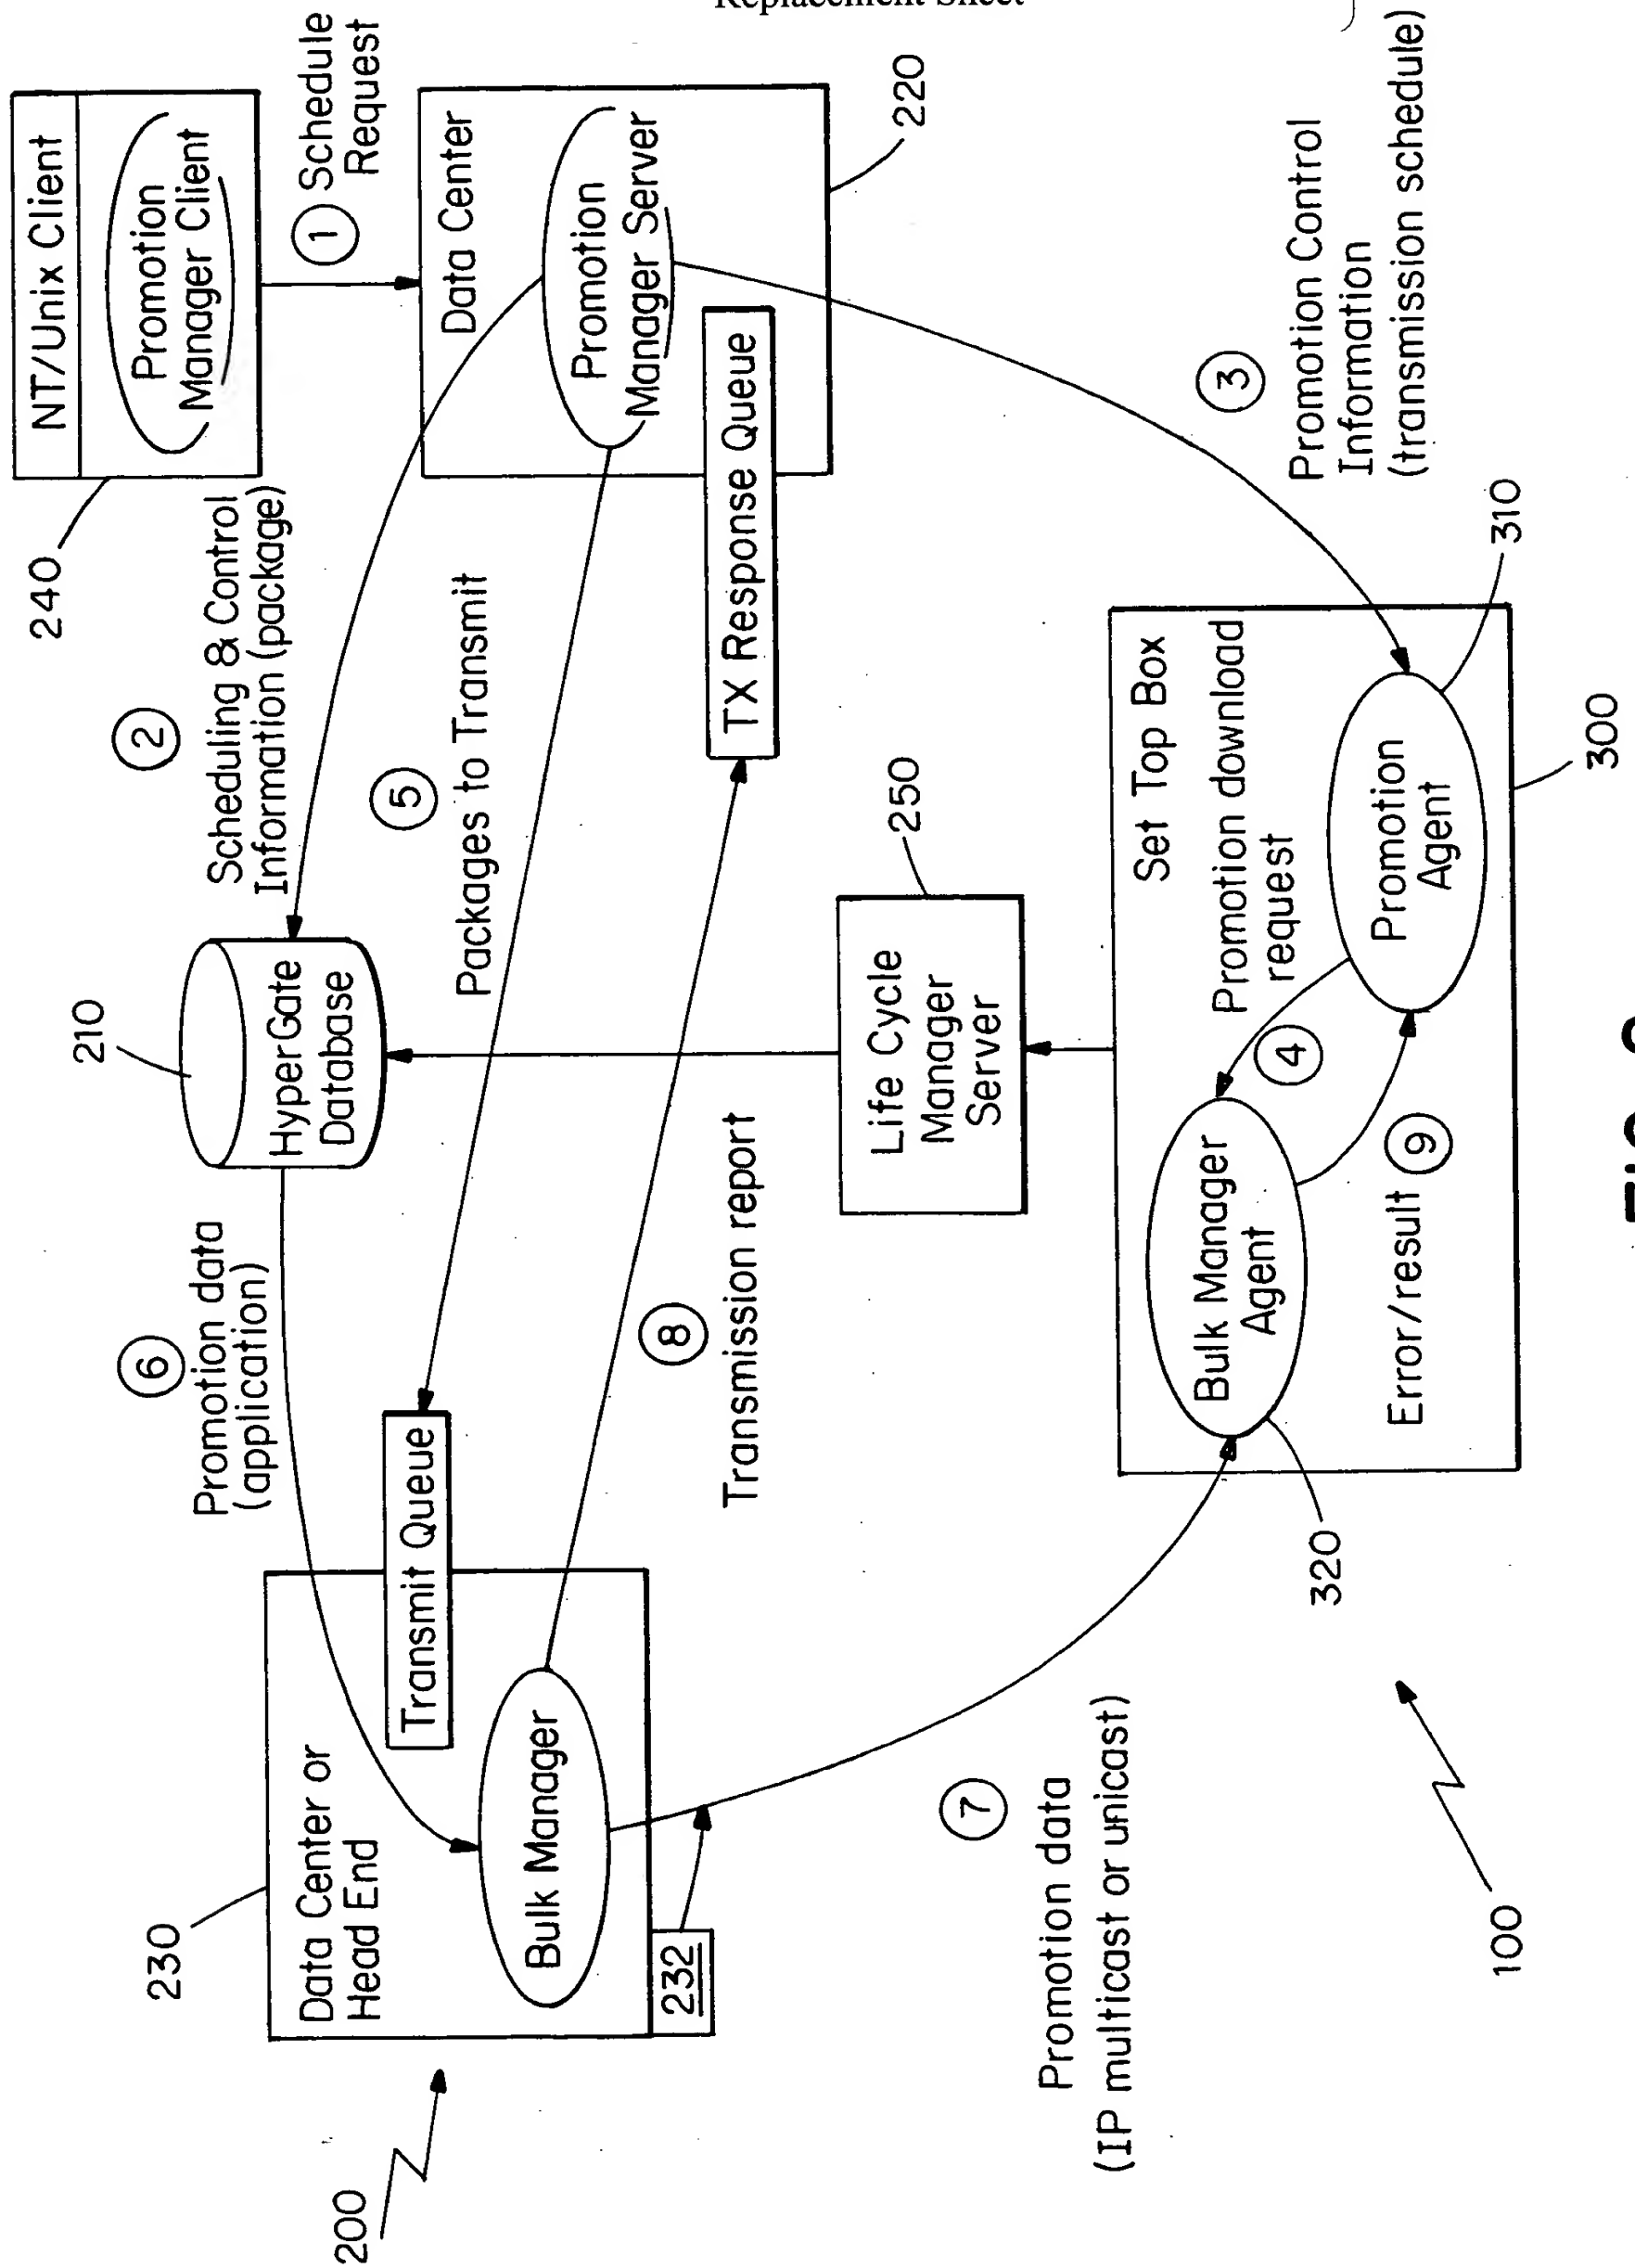 Replacement Sheet
NT/Unix Client
Promotion
Manager Client
240
1
Schedule
Request
Data Center
Promotion
Manager Server
TX Response Queue
220
2
Scheduling & Control
Information (package)
210
HyperGate
Database
5
Packages to Transmit
3
Promotion Control
Information
(transmission schedule)
6
Promotion data
(application)
230
Data Center or
Head End
Transmit Queue
Bulk Manager
232
200
8
Transmission report
250
Life Cycle
Manager
Server
7
Promotion data
(IP multicast or unicast)
Set Top Box
Promotion download
request
4
Promotion
Agent
310
Bulk Manager
Agent
320
Error/result
9
300
100